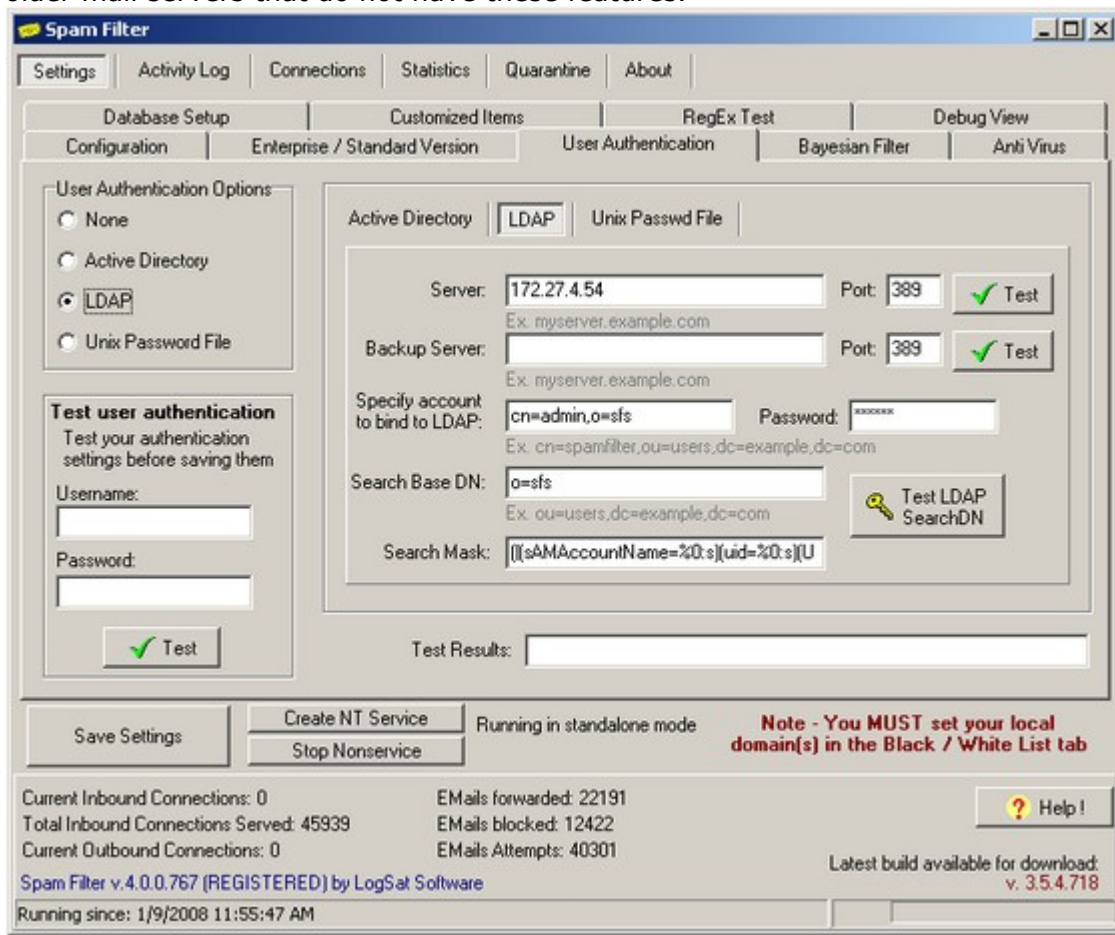 Spam Filter
Settings Activity Log Connections Statistics Quarantine About
Database Setup Customized Items RegEx Test Debug View
Configuration Enterprise / Standard Version User Authentication Bayesian Filter Anti Virus
User Authentication Options
None
Active Directory
LDAP
Unix Password File
Test user authentication
Test your authentication
settings before saving them
Username:
Password:
Test
Active Directory LDAP Unix Passwd File
Server: 172.27.4.54 Port: 389 Test
Ex. myserver.example.com
Backup Server: Port: 389 Test
Ex. myserver.example.com
Specify account
to bind to LDAP: cn=admin,o=sfs Password: ******
Ex. cn=spamfilter,ou=users,dc=example,dc=com
Search Base DN: o=sfs
Ex. ou=users,dc=example,dc=com
Test LDAP
SearchDN
Search Mask: (|(sAMAccountName=%0:s)(uid=%0:s)(U
Test Results:
Save Settings
Create NT Service
Stop Nonservice
Running in standalone mode
Note - You MUST set your local
domain(s) in the Black / White List tab
Current Inbound Connections: 0 EMails forwarded: 22191
Total Inbound Connections Served: 45939 EMails blocked: 12422
Current Outbound Connections: 0 EMails Attempts: 40301
Help !
Latest build available for download:
v. 3.5.4.718
Spam Filter v.4.0.0.767 (REGISTERED) by LogSat Software
Running since: 1/9/2008 11:55:47 AM